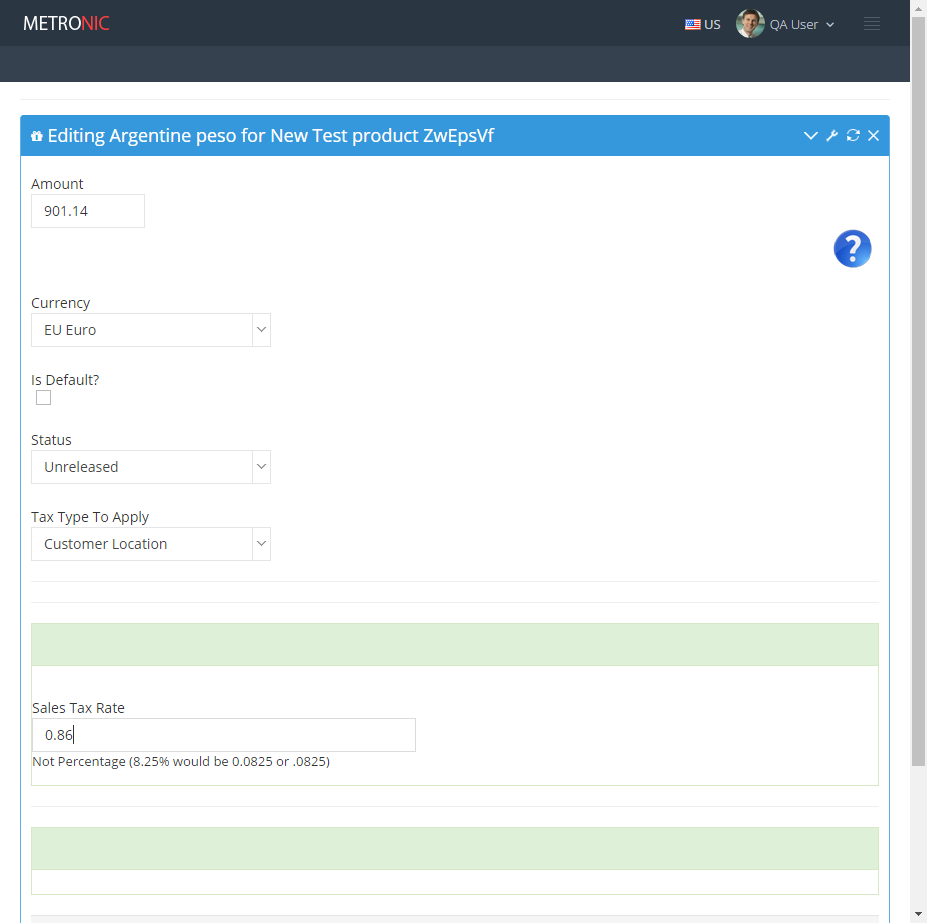 METRONIC
US
QA User
Editing Argentine peso for New Test product ZwEpsVf
Amount
901.14
?
Currency
EU Euro
Is Default?
Status
Unreleased
Tax Type To Apply
Customer Location
Sales Tax Rate
0.86
Not Percentage (8.25% would be 0.0825 or .0825)